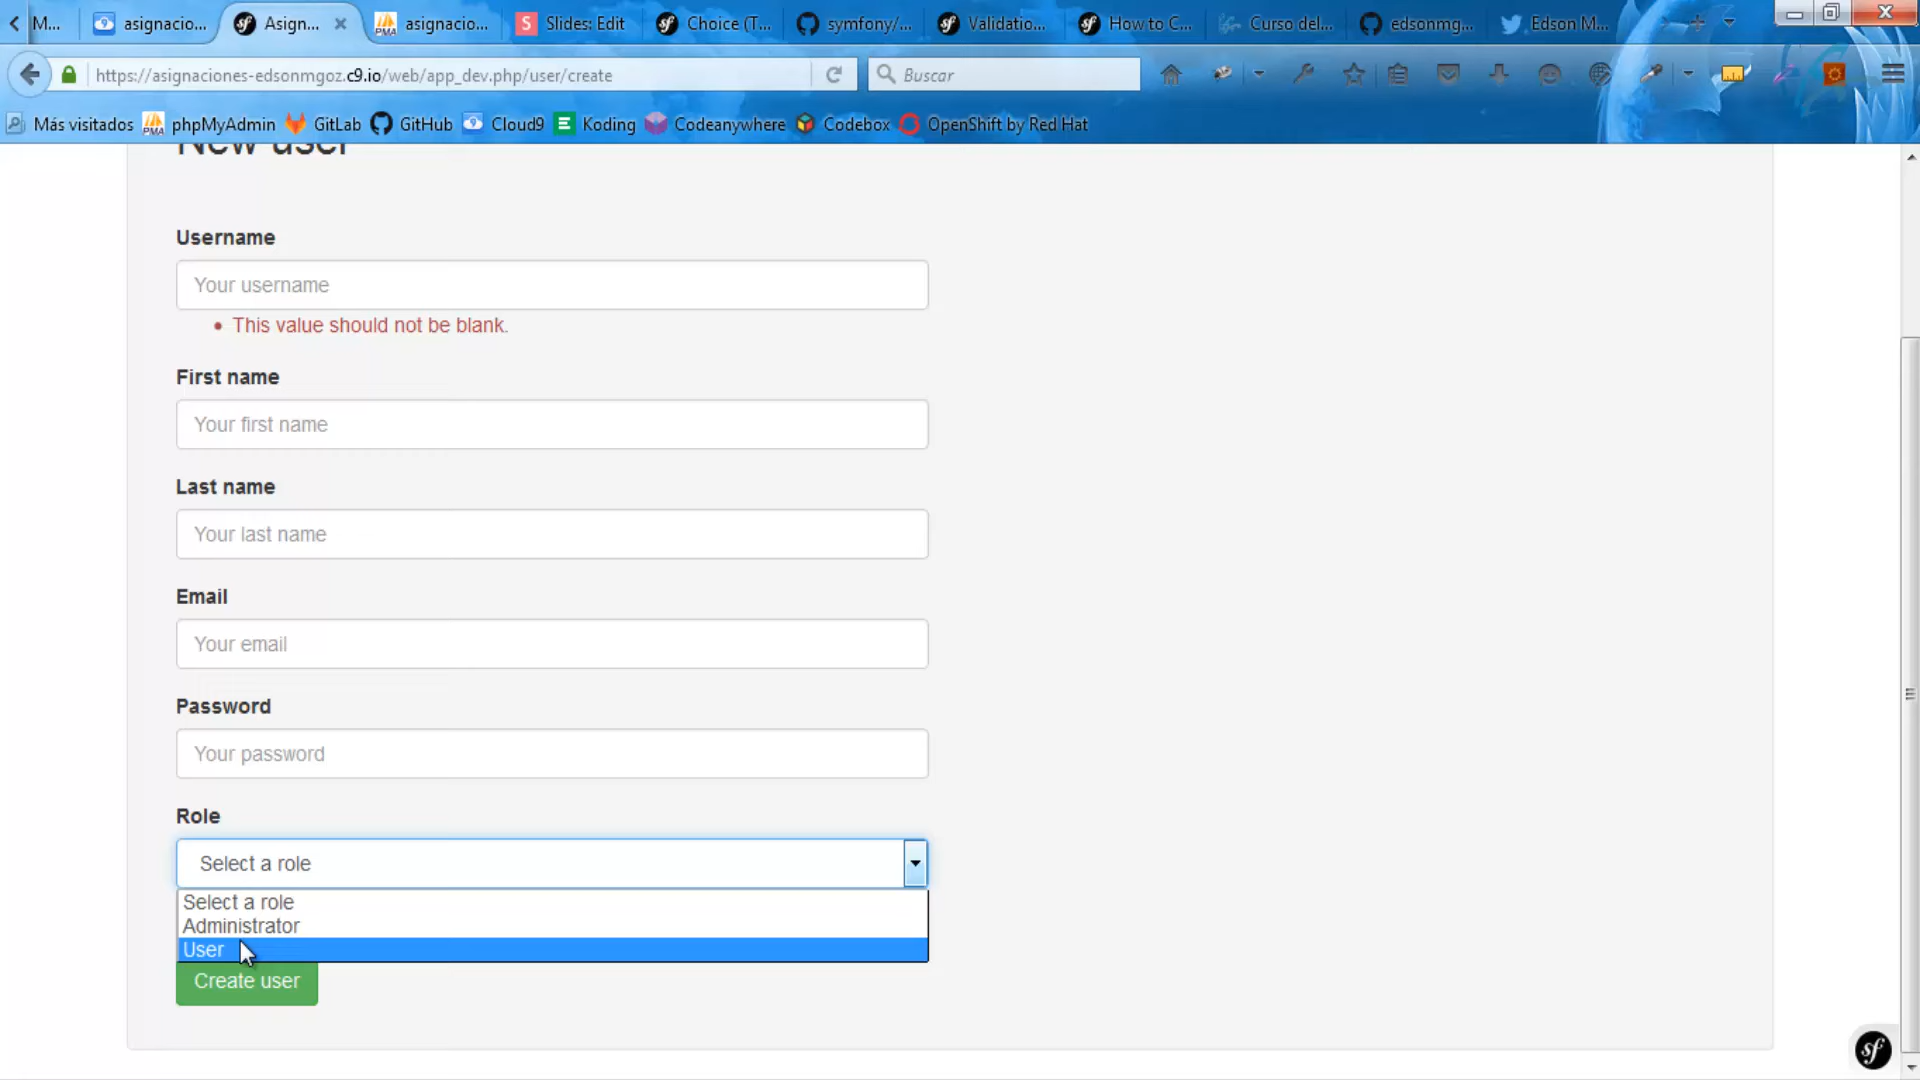 M...
asignacio...
Asign...
asignacio...
Slides: Edit
Choice (T...
symfony/...
Validatio...
How to C...
Curso del...
edsonmg...
Edson M...
https://asignaciones-edsonmgoz.c9.io/web/app_dev.php/user/create
Buscar
Más visitados
phpMyAdmin
GitLab
GitHub
Cloud9
Koding
Codeanywhere
Codebox
OpenShift by Red Hat
New user
Username
Your username
This value should not be blank.
First name
Your first name
Last name
Your last name
Email
Your email
Password
Your password
Role
Select a role
Select a role
Administrator
User
Create user